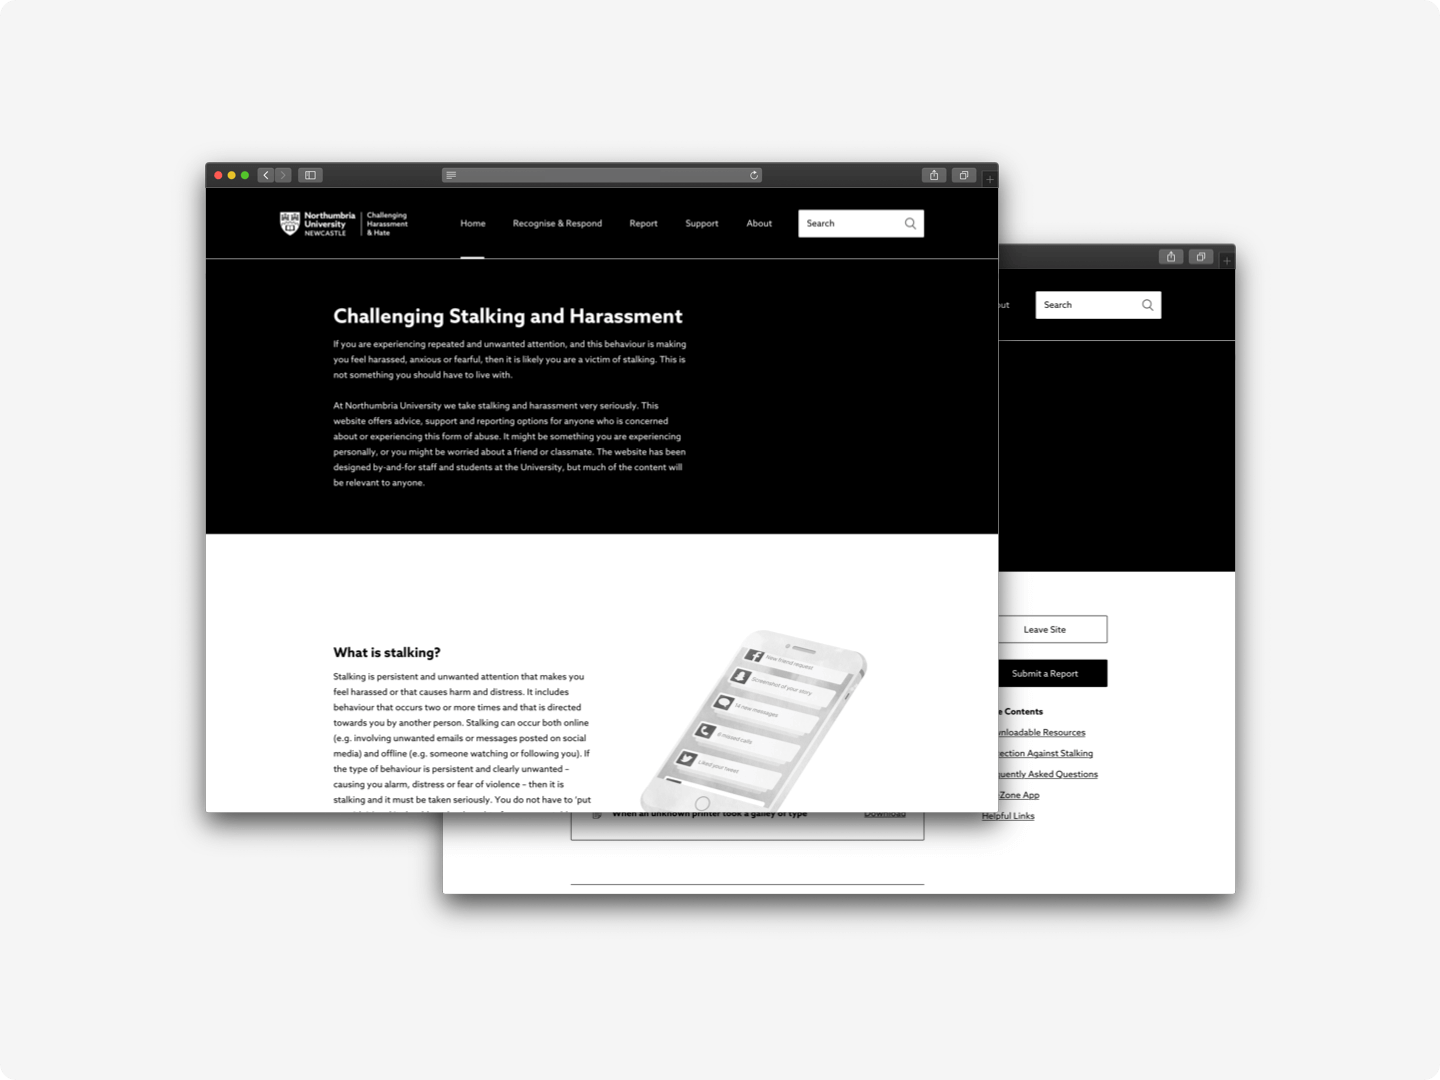 Northumbria
University
NEWCASTLE
Challenging
Harassment
& Hate
Home
Recognise & Respond
Report
Support
About
Search
Challenging Stalking and Harassment
If you are experiencing repeated and unwanted attention, and this behaviour is making
you feel harassed, anxious or fearful, then it is likely you are a victim of stalking. This is
not something you should have to live with.
At Northumbria University we take stalking and harassment very seriously. This
website offers advice, support and reporting options for anyone who is concerned
about or experiencing this form of abuse. It might be something you are experiencing
personally, or you might be worried about a friend or classmate. The website has been
designed by-and-for staff and students at the University, but much of the content will
be relevant to anyone.
What is stalking?
Stalking is persistent and unwanted attention that makes you
feel harassed or that causes harm and distress. It includes
behaviour that occurs two or more times and that is directed
towards you by another person. Stalking can occur both online
(e.g. involving unwanted emails or messages posted on social
media) and offline (e.g. someone watching or following you). If
the type of behaviour is persistent and clearly unwanted –
causing you alarm, distress or fear of violence – then it is
stalking and it must be taken seriously. You do not have to 'put
New friend request
Screenshot of your story
14 new messages
6 missed calls
Liked your tweet
out
Search
Leave Site
Submit a Report
e Contents
nloadable Resources
ection Against Stalking
quently Asked Questions
Zone App
Helpful Links
When an unknown printer took a galley of type
Download